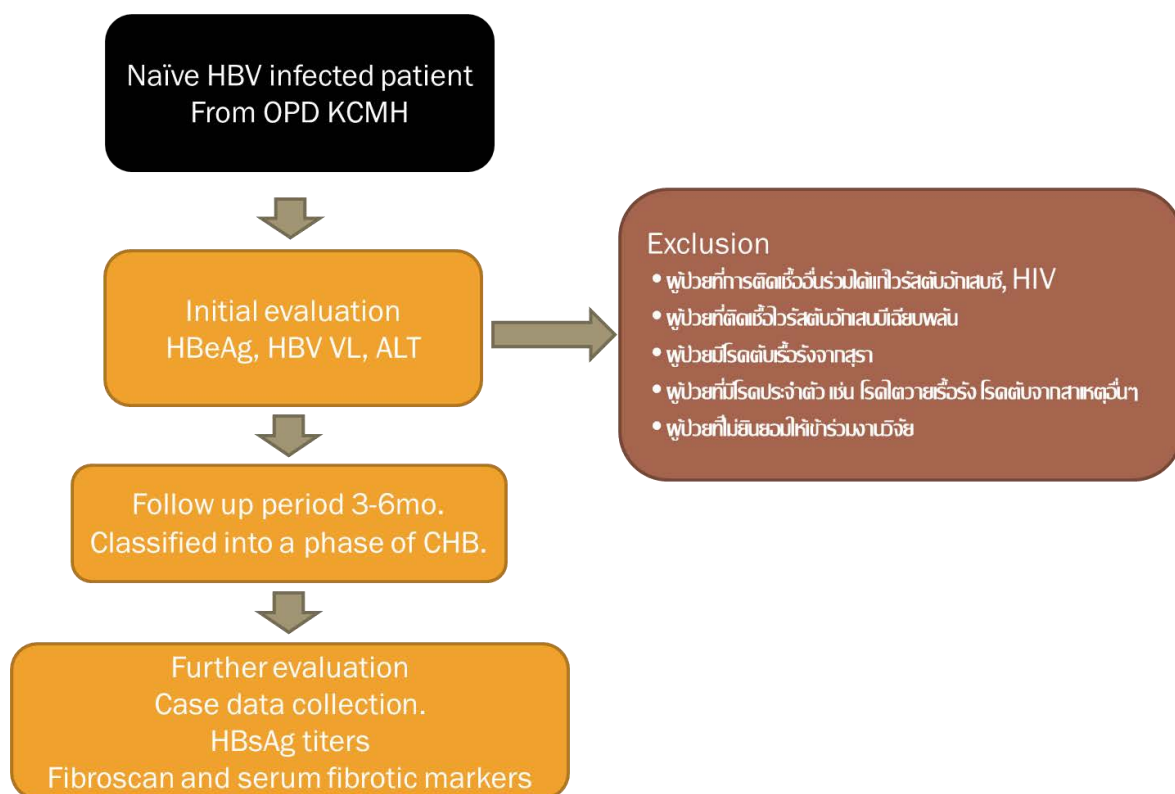 Naïve HBV infected patient
From OPD KCMH
Initial evaluation
HBeAg, HBV VL, ALT
Exclusion
• ผู้ป่วยที่การติดเชื้ออื่นร่วมได้แก่ไวรัสตับอักเสบซี, HIV
• ผู้ป่วยที่ติดเชื้อไวรัสตับอักเสบบีเฉียบพลัน
• ผู้ป่วยมีโรคตับเรื้อรังจากสุรา
• ผู้ป่วยที่มีโรคประจำตัว เช่น โรคไตวายเรื้อรัง โรคตับจากสาเหตุอื่นๆ
• ผู้ป่วยที่ไม่ยินยอมให้เข้าร่วมงานวิจัย
Follow up period 3-6mo.
Classified into a phase of CHB.
Further evaluation
Case data collection.
HBsAg titers
Fibroscan and serum fibrotic markers